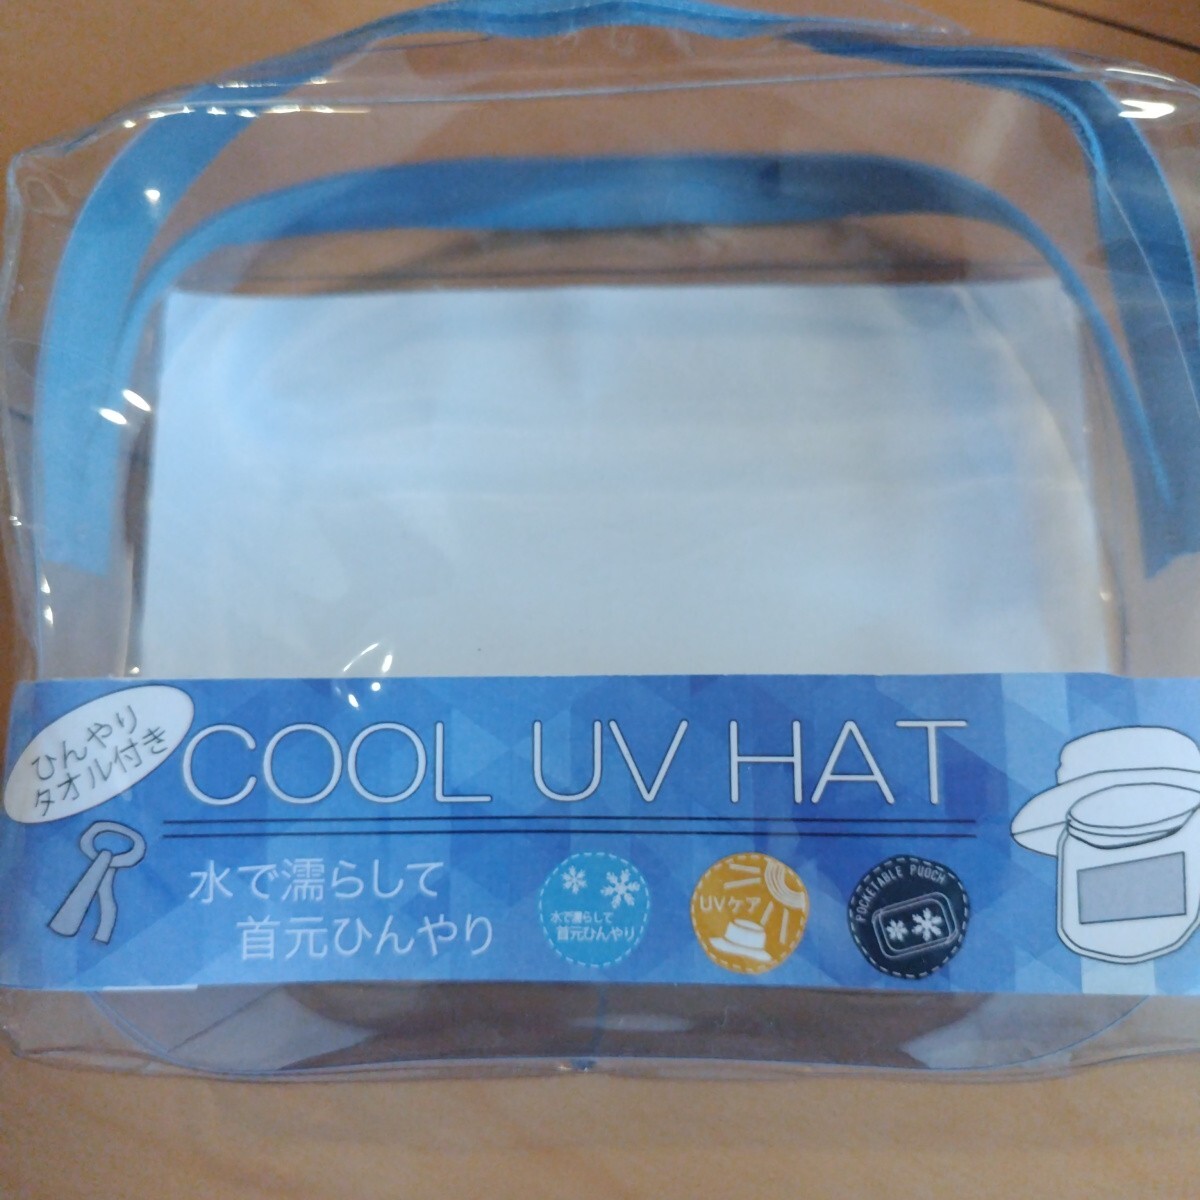 ひんやり
タオル付き
COOL UV HAT
水で濡らして
首元ひんやり
水で濡らして
首元ひんやり!
UVケア
POCKETABLE PUOCH